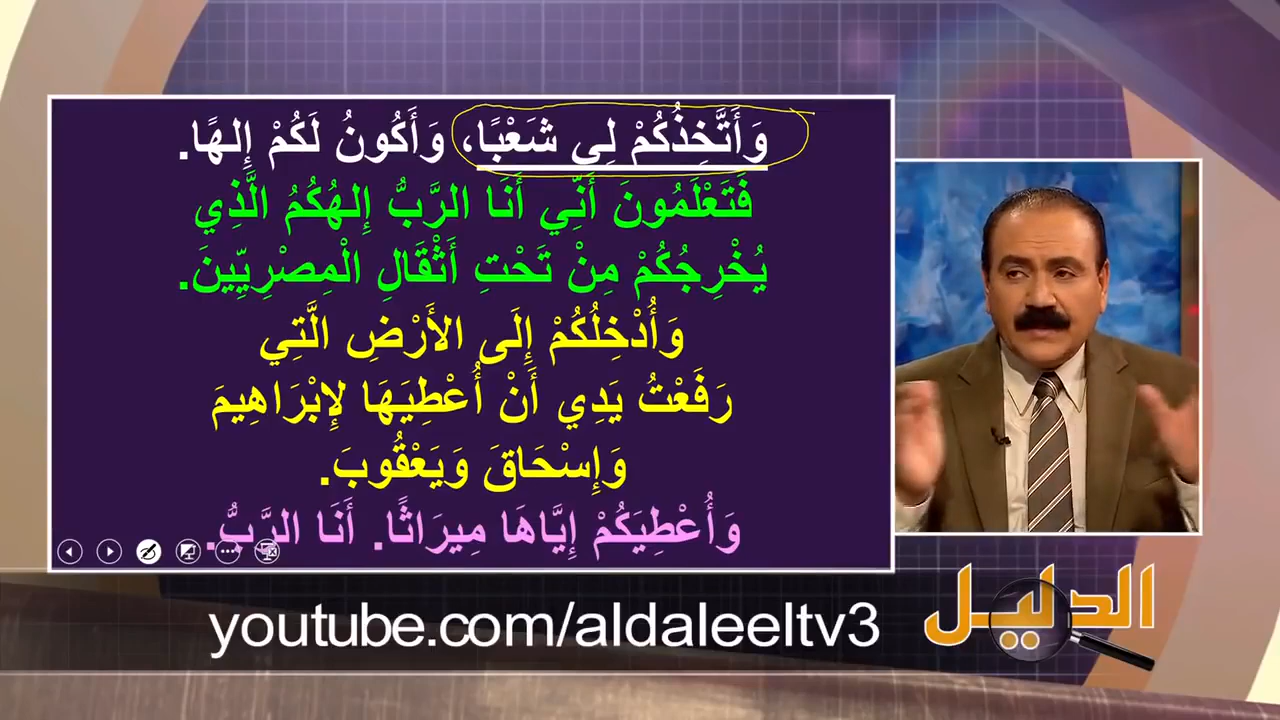 وَأَتَّخِذُكُمْ لِي شَعْبًا، وَأَكُونُ لَكُمْ إِلهًا.
فَتَعْلَمُونَ أَنِّي أَنَا الرَّبُّ إِلهُكُمُ الَّذِي
يُخْرِجُكُمْ مِنْ تَحْتِ أَثْقَالِ الْمِصْرِيِّينَ.
وَأُدْخِلُكُمْ إِلَى الأَرْضِ الَّتِي
رَفَعْتُ يَدِي أَنْ أُعْطِيَهَا لإِبْرَاهِيمَ
وَإِسْحَاقَ وَيَعْقُوبَ.
وَأُعْطِيَكُمْ إِيَّاهَا مِيرَاثًا. أَنَا الرَّبُّ.
الدليل
youtube.com/aldaleeltv3